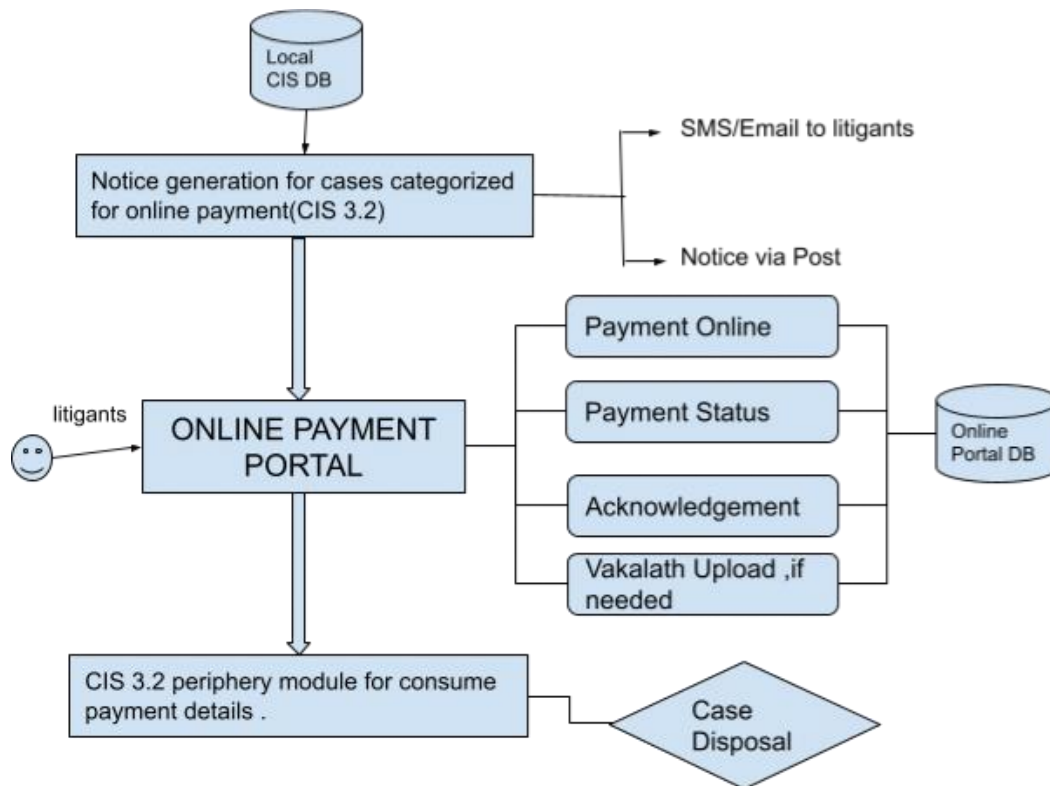 Local
CIS DB
SMS/Email to litigants
Notice generation for cases categorized
for online payment(CIS 3.2)
Notice via Post
Payment Online
litigants
ONLINE PAYMENT
PORTAL
Payment Status
Online
Portal DB
Acknowledgement
Vakalath Upload ,if
needed
CIS 3.2 periphery module for consume
payment details .
Case
Disposal